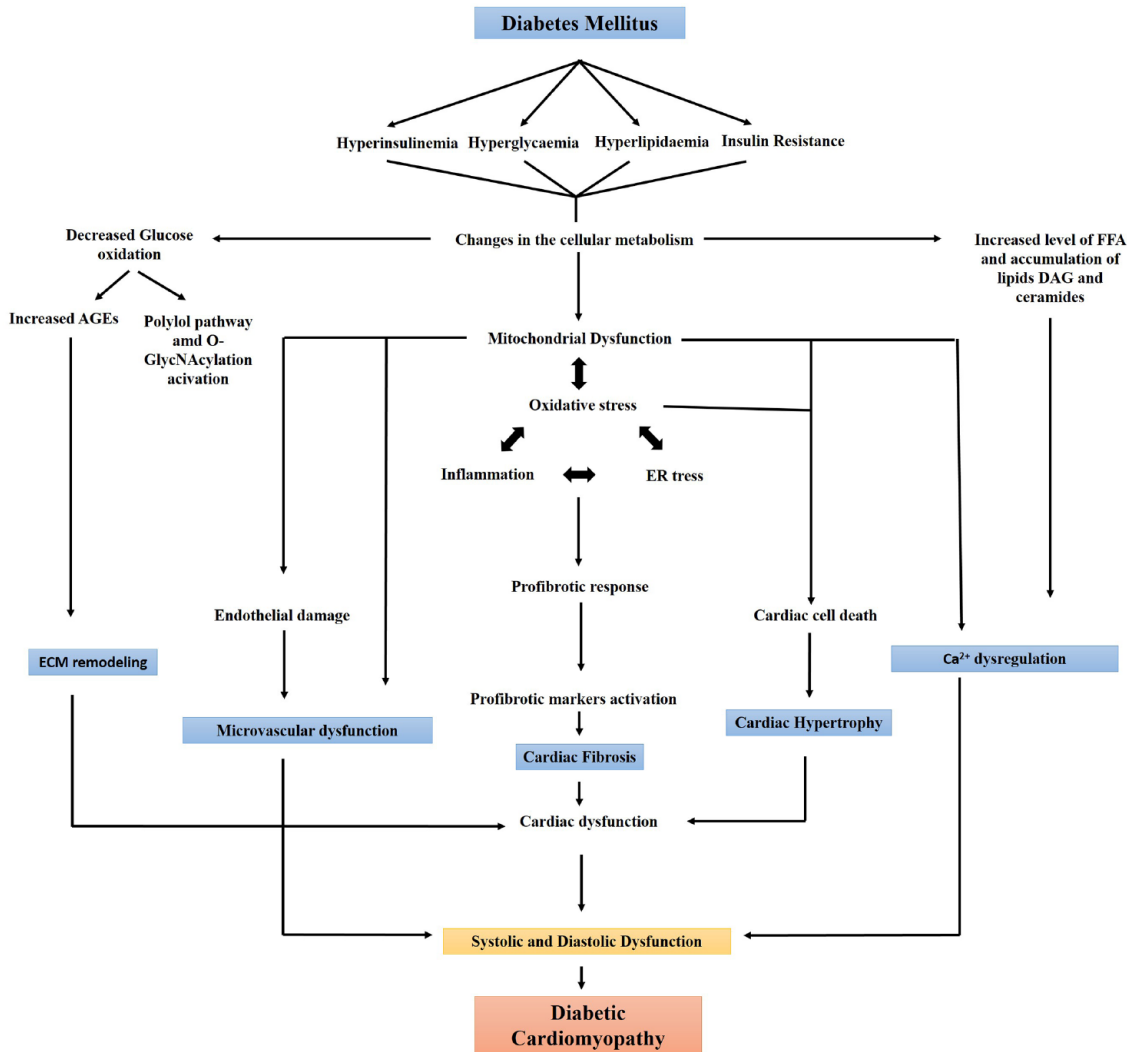 Diabetes Mellitus
Hyperinsulinemia
Hyperglycaemia
Hyperlipidaemia
Insulin Resistance
Decreased Glucose
oxidation
Changes in the cellular metabolism
Increased level of FFA
and accumulation of
lipids DAG and
ceramides
Increased AGEs
Polylol pathway
amd O-
GlycNAcylation
acivation
Mitochondrial Dysfunction
Oxidative stress
Inflammation
ER tress
Profibrotic response
Endothelial damage
Cardiac cell death
ECM remodeling
Ca²⁺ dysregulation
Profibrotic markers activation
Microvascular dysfunction
Cardiac Hypertrophy
Cardiac Fibrosis
Cardiac dysfunction
Systolic and Diastolic Dysfunction
Diabetic
Cardiomyopathy